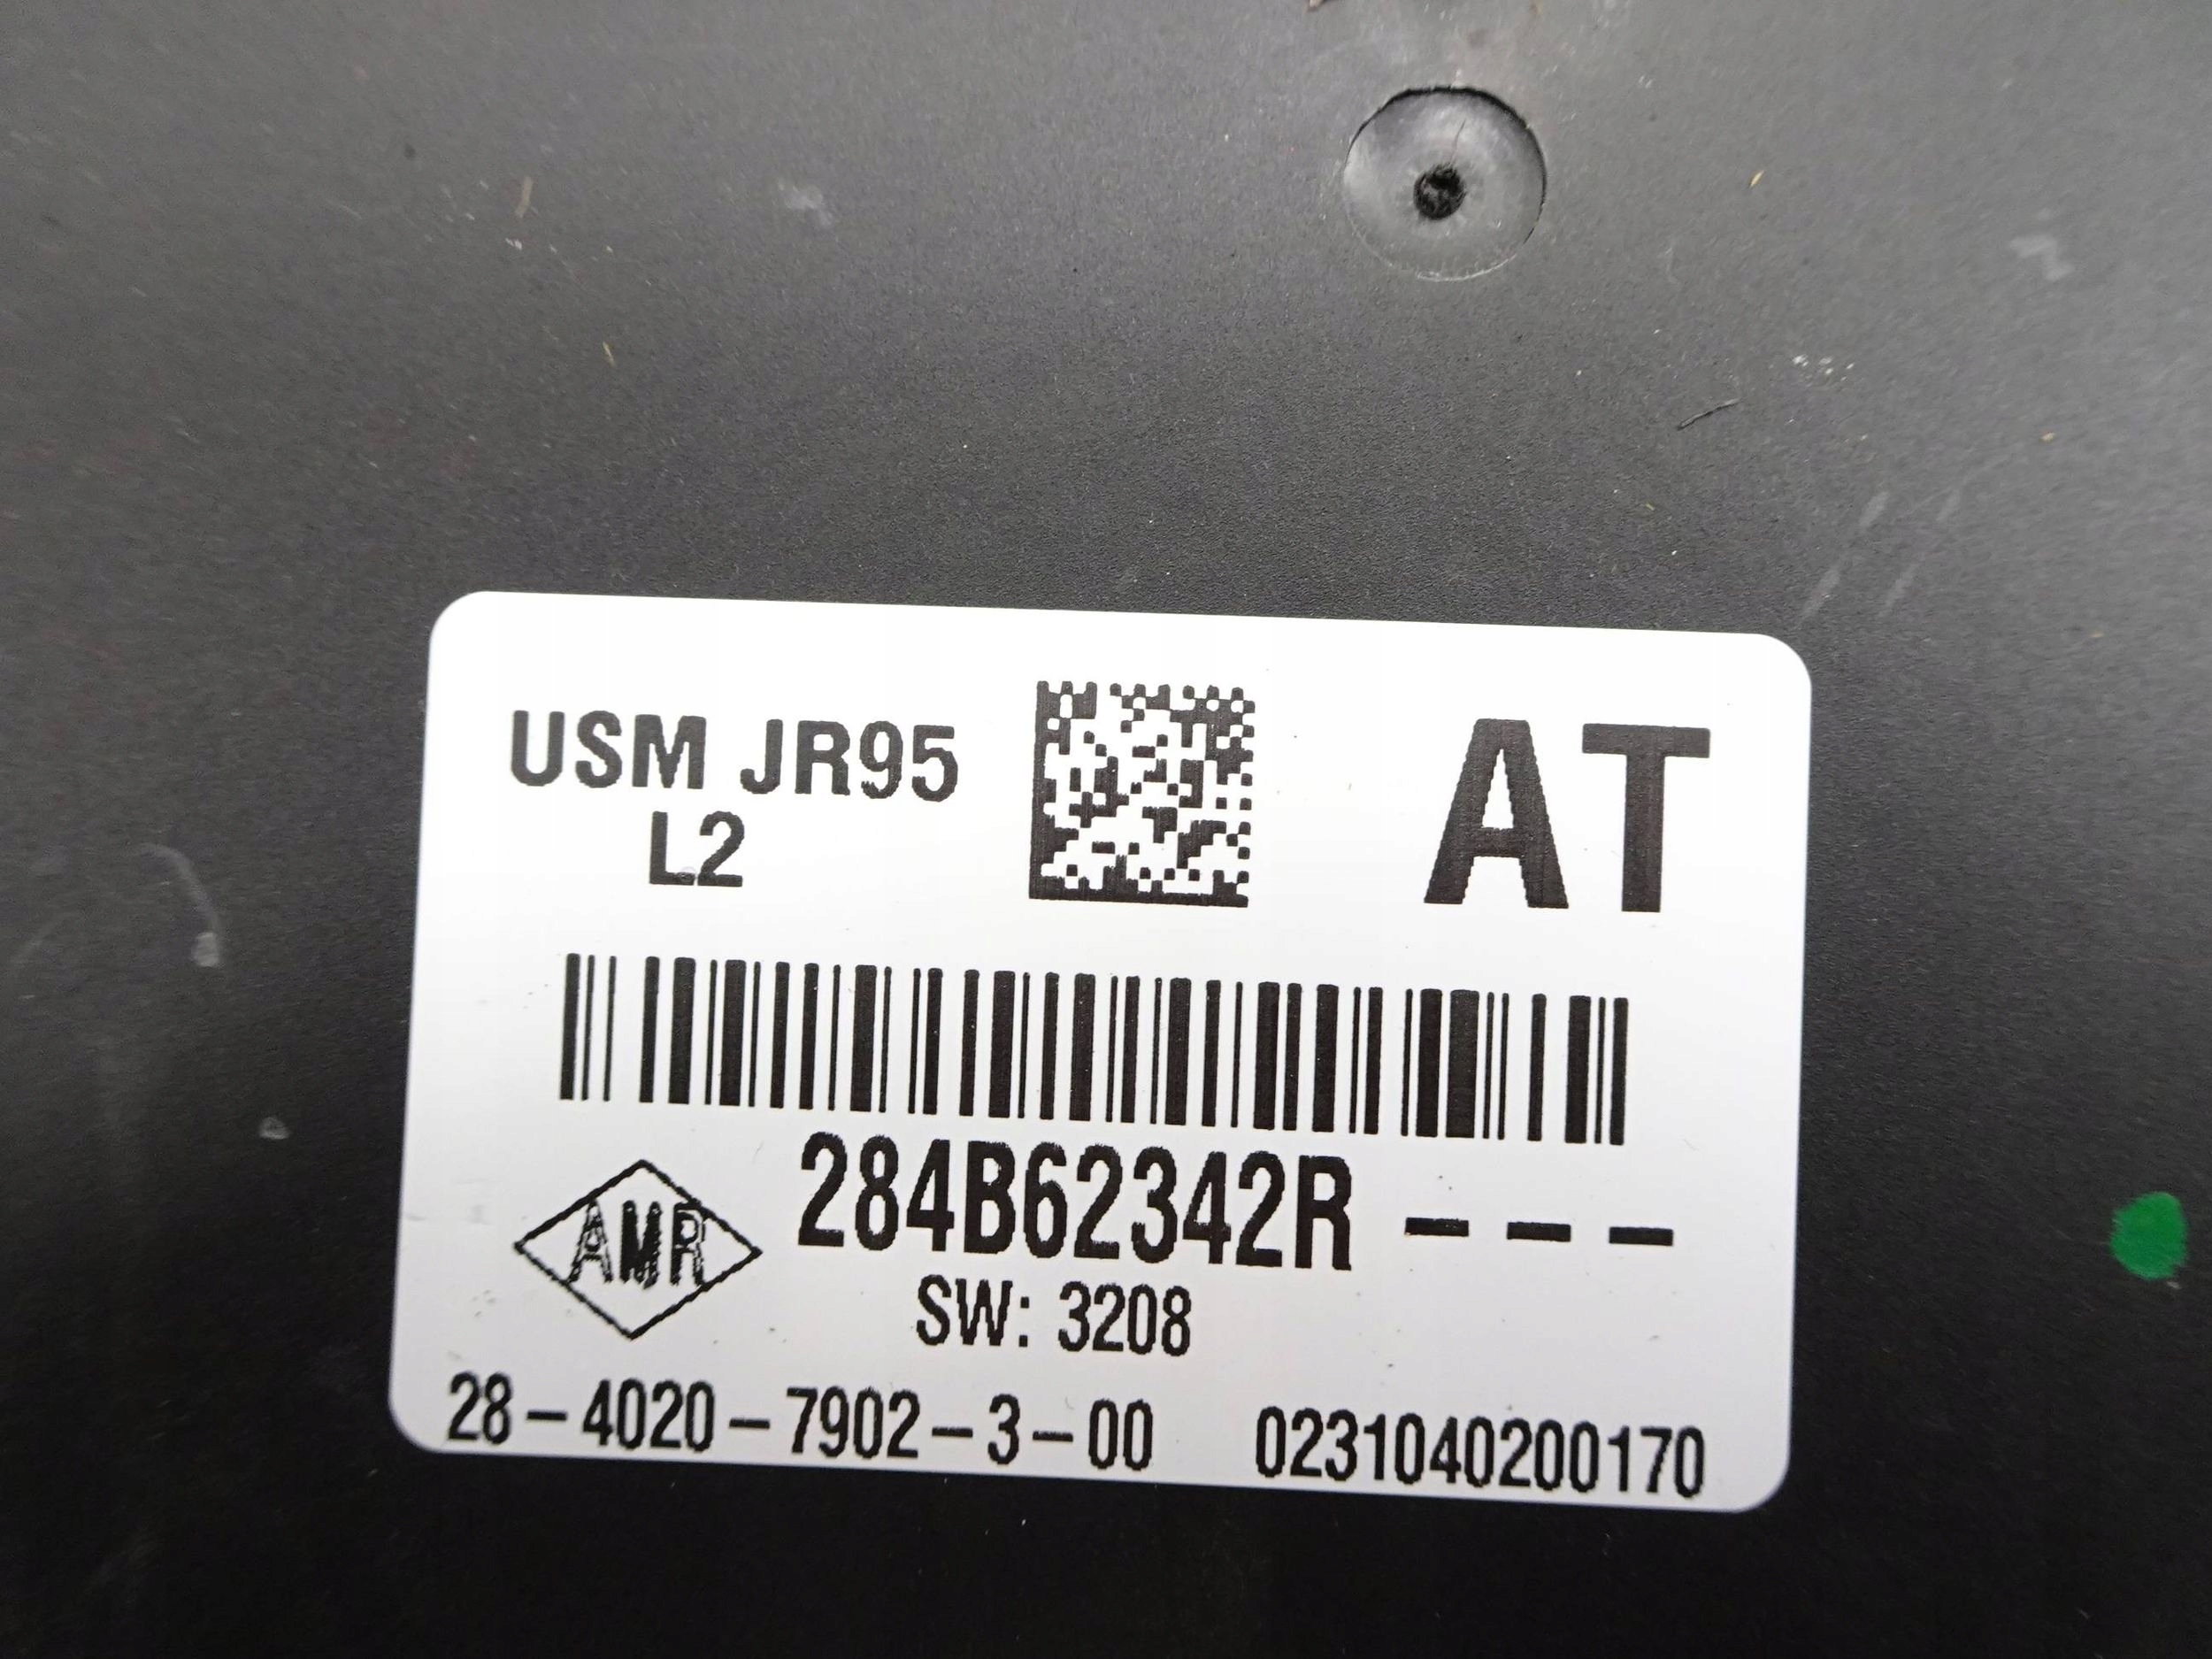 USM JR95
L2
AT
284B62342R - - -
AMR
SW: 3208
28-4020-7902-3-00 0231040200170